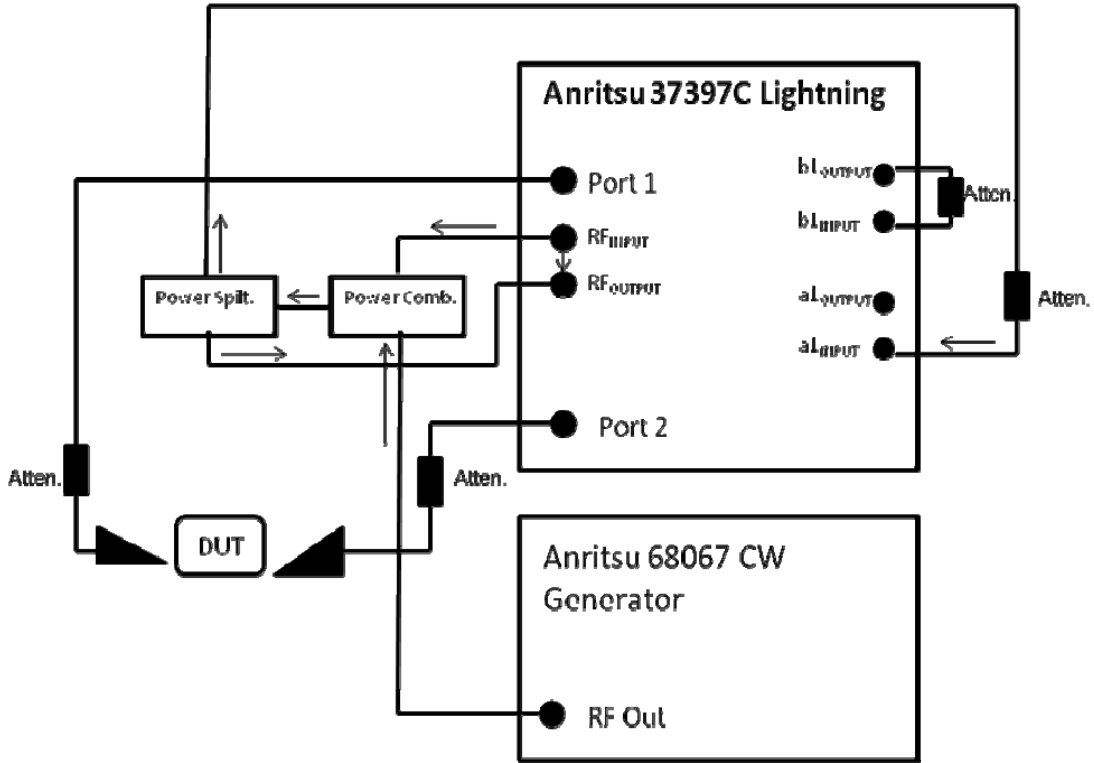 Anritsu 37397C Lightning
Port 1
b1OUTPUT
Atten.
b1INPUT
RFINPUT
RFOUTPUT
Power Spilt.
Power Comb.
a1OUTPUT
Atten.
a1INPUT
Port 2
Atten.
Atten.
DUT
Anritsu 68067 CW
Generator
RF Out